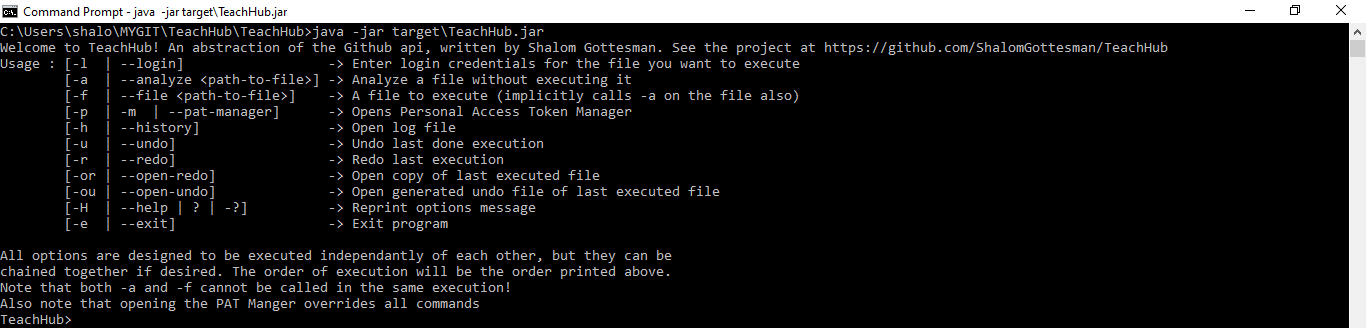 Command Prompt - java  -jar target\TeachHub.jar
C:\Users\shalo\MYGIT\TeachHub\TeachHub>java -jar target\TeachHub.jar
Welcome to TeachHub! An abstraction of the Github api, written by Shalom Gottesman. See the project at https://github.com/ShalomGottesman/TeachHub
Usage : [-l  | --login]                  -> Enter login credentials for the file you want to execute
        [-a  | --analyze <path-to-file>] -> Analyze a file without executing it
        [-f  | --file <path-to-file>]    -> A file to execute (implicitly calls -a on the file also)
        [-p  | -m  | --pat-manager]      -> Opens Personal Access Token Manager
        [-h  | --history]                -> Open log file
        [-u  | --undo]                   -> Undo last done execution
        [-r  | --redo]                   -> Redo last execution
        [-or | --open-redo]              -> Open copy of last executed file
        [-ou | --open-undo]              -> Open generated undo file of last executed file
        [-H  | --help | ? | -?]          -> Reprint options message
        [-e  | --exit]                   -> Exit program
All options are designed to be executed independantly of each other, but they can be
chained together if desired. The order of execution will be the order printed above.
Note that both -a and -f cannot be called in the same execution!
Also note that opening the PAT Manger overrides all commands
TeachHub>